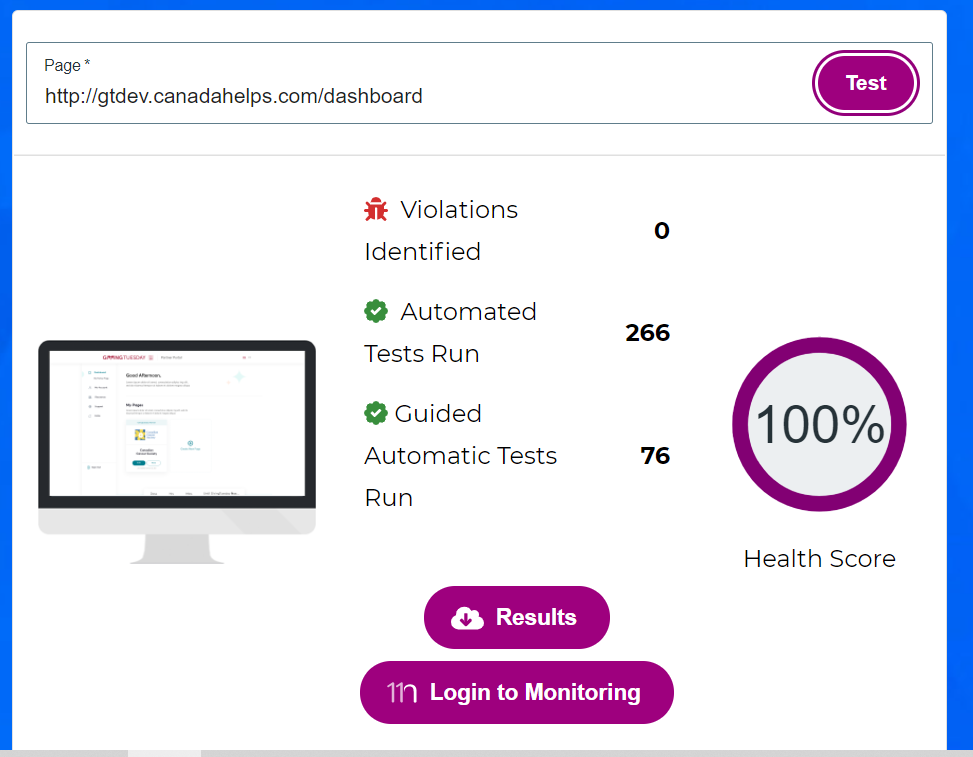 Page *
http://gtdev.canadahelps.com/dashboard
Test
Violations
Identified
0
Automated
Tests Run
266
Guided
Automatic Tests
Run
76
GIVINGTUESDAY
Good Afternoon,
My Pages
100%
Health Score
Results
Login to Monitoring